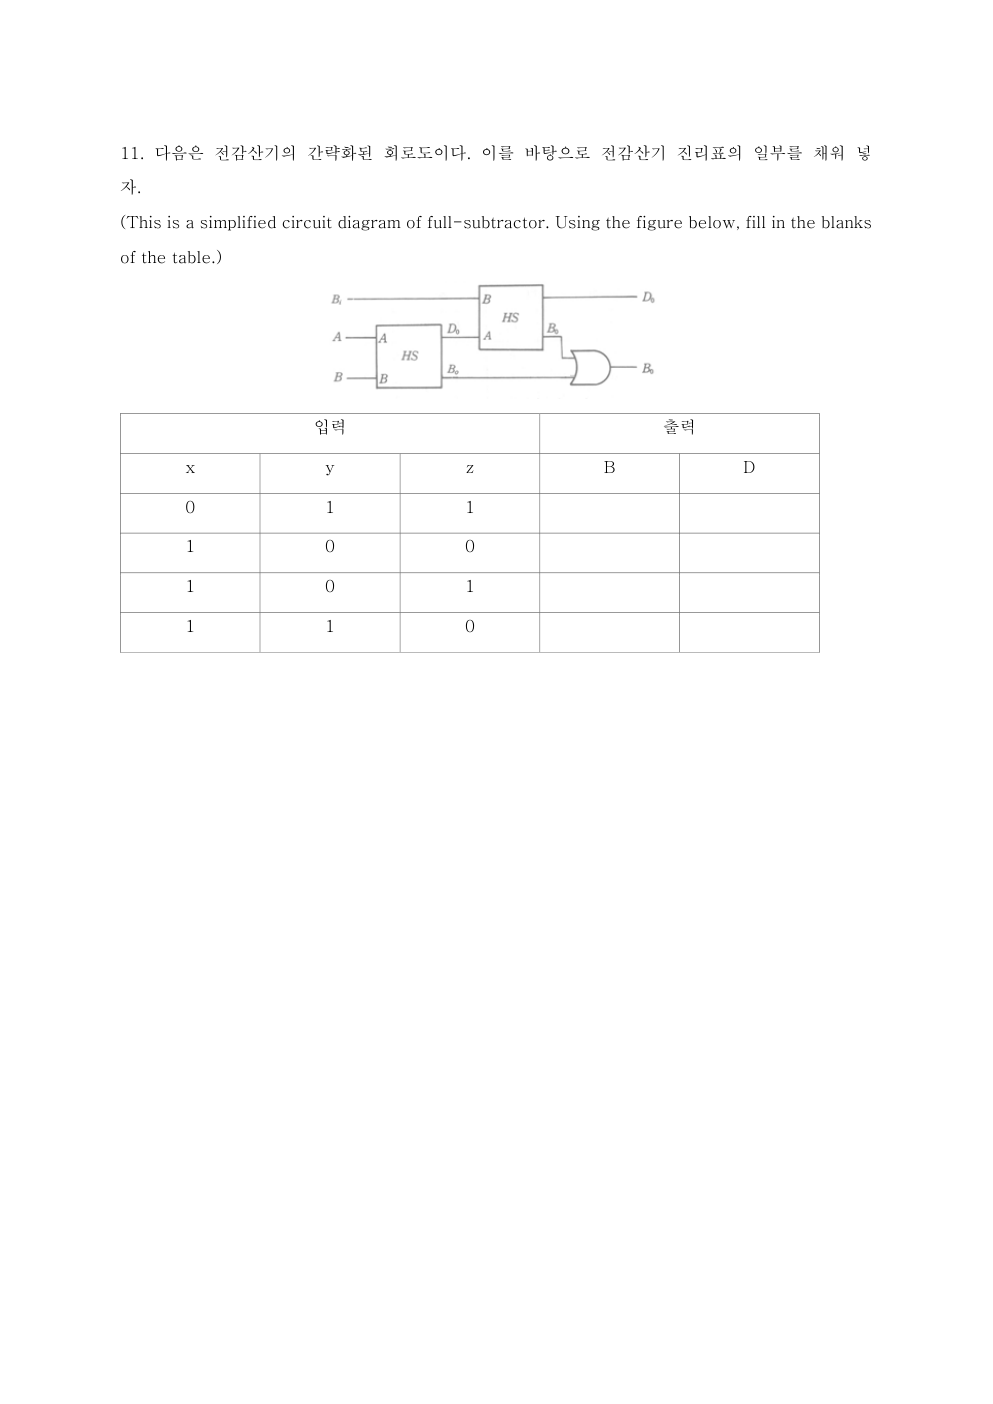 11. 다음은 전감산기의 간략화된 회로도이다. 이를 바탕으로 전감산기 진리표의 일부를 채워 넣
자.
(This is a simplified circuit diagram of full-subtractor. Using the figure below, fill in the blanks
of the table.)
Bi B D0
HS
A A D0 A B0
HS
B B B0 B0
입력 출력
x y z B D
0 1 1
1 0 0
1 0 1
1 1 0